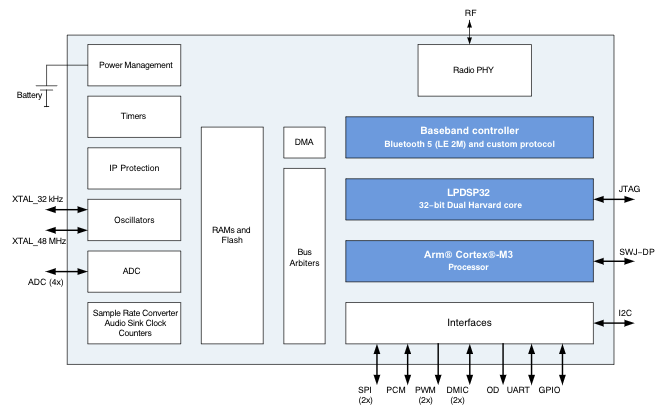 RF
Power Management
Radio PHY
Battery
Timers
Baseband controller
Bluetooth 5 (LE 2M) and custom protocol
DMA
IP Protection
LPDSP32
32-bit Dual Harvard core
JTAG
XTAL_32 kHz
Oscillators
XTAL_48 MHz
RAMs and
Flash
Bus
Arbiters
Arm® Cortex®-M3
Processor
SWJ-DP
ADC
ADC (4x)
Sample Rate Converter
Audio Sink Clock
Counters
Interfaces
I2C
SPI
(2x)
PCM
PWM
(2x)
DMIC
(2x)
OD
UART
GPIO